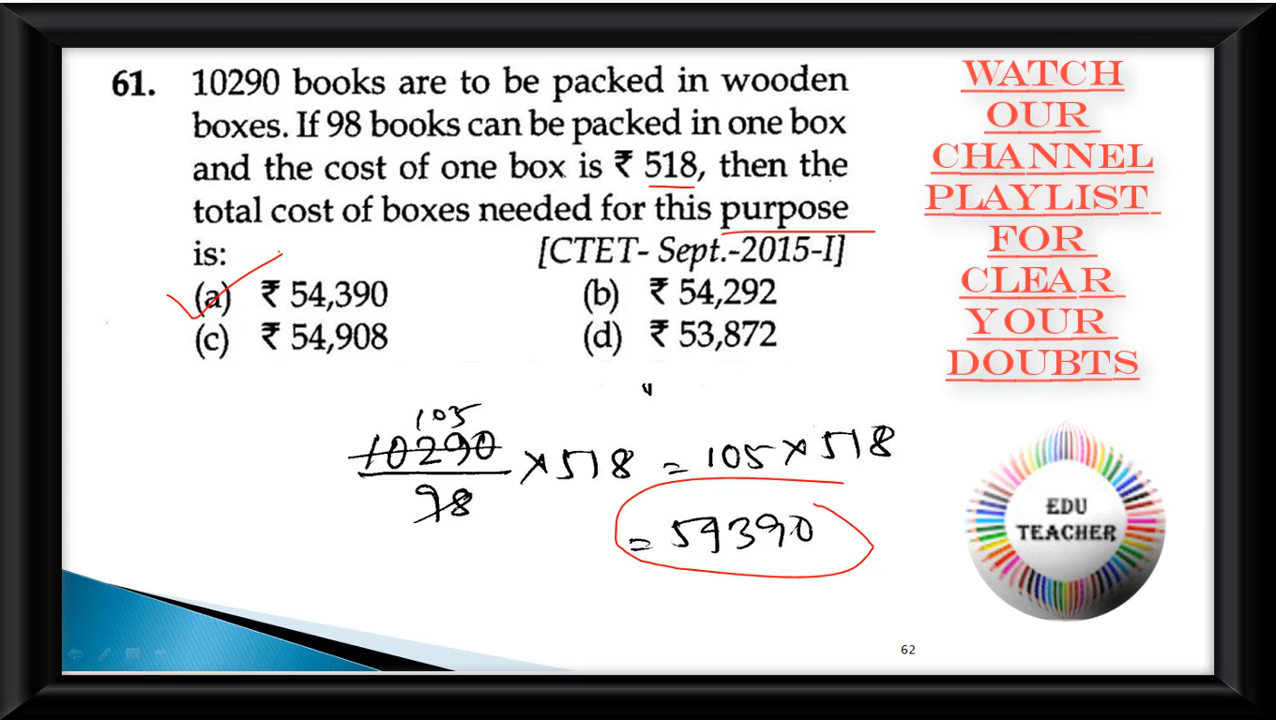 61. 10290 books are to be packed in wooden
boxes. If 98 books can be packed in one box
and the cost of one box is ₹ 518, then the
total cost of boxes needed for this purpose
is: [CTET- Sept.-2015-I]
(a) ₹ 54,390 (b) ₹ 54,292
(c) ₹ 54,908 (d) ₹ 53,872
105
10290
98
× 518 = 105 × 518
= 54390
WATCH
OUR
CHANNEL
PLAYLIST
FOR
CLEAR
YOUR
DOUBTS
EDU
TEACHER
62